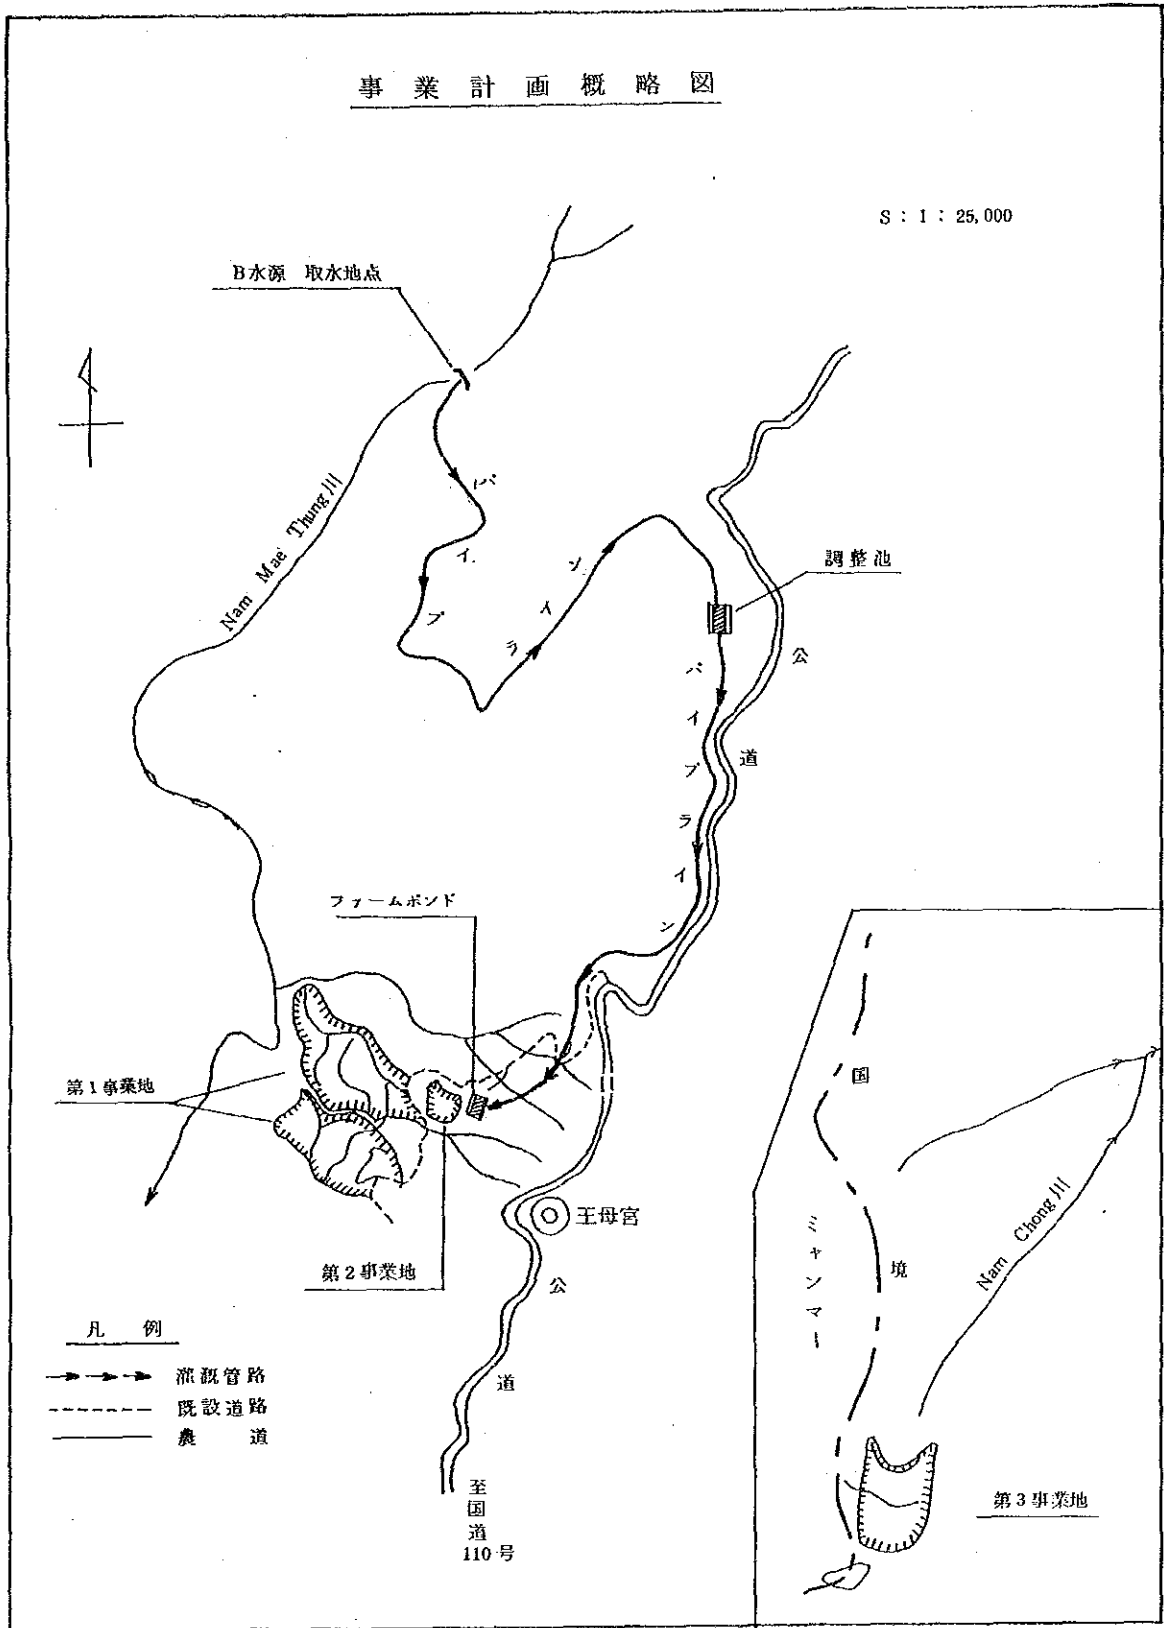 事業計画概略図
S：1：25,000
B水源 取水地点
Nam Mae Thung川
パイプライン
調整池
公道
パイプライン
ファームポンド
第1事業地
第2事業地
王母宮
公道
至国道110号
凡例
灌漑管路
既設道路
農道
国境
ミャンマー
Nam Chong川
第3事業地